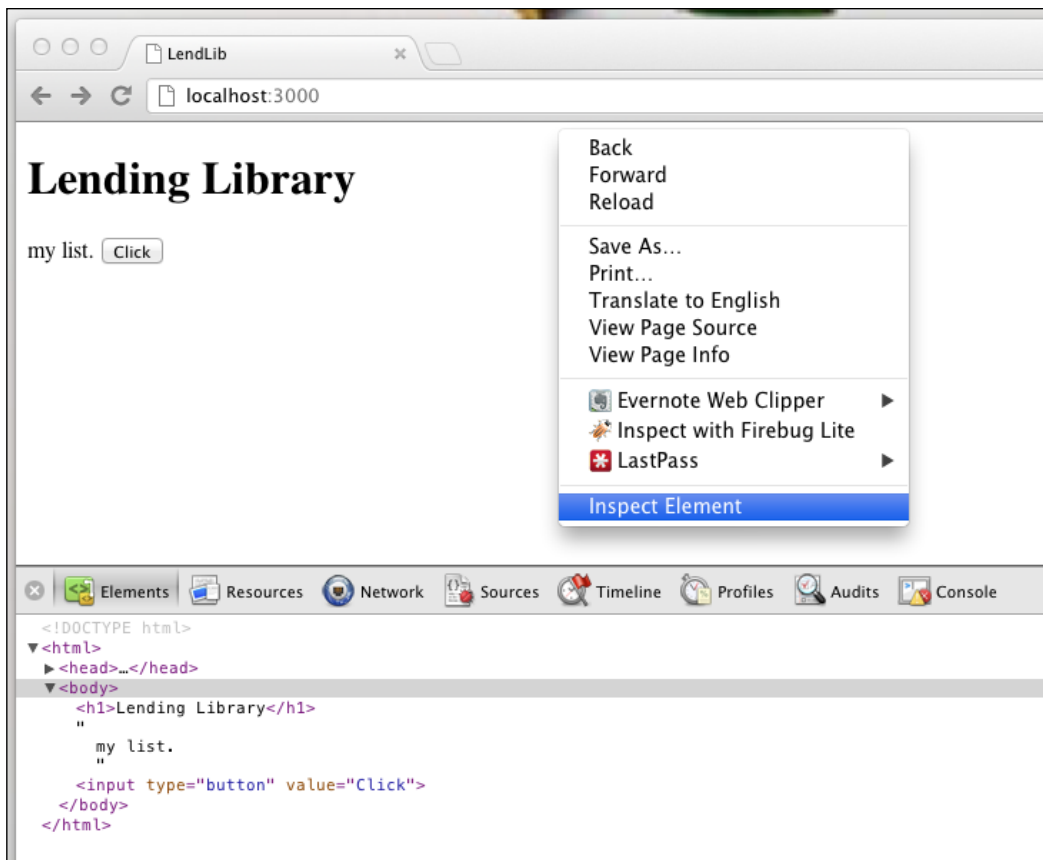 LendLib
localhost:3000
Lending Library
my list. Click
Back
Forward
Reload
Save As...
Print...
Translate to English
View Page Source
View Page Info
Evernote Web Clipper
Inspect with Firebug Lite
LastPass
Inspect Element
Elements Resources Network Sources Timeline Profiles Audits Console
<!DOCTYPE html>
▼<html>
▶<head>…</head>
▼<body>
<h1>Lending Library</h1>
"
my list.
"
<input type="button" value="Click">
</body>
</html>